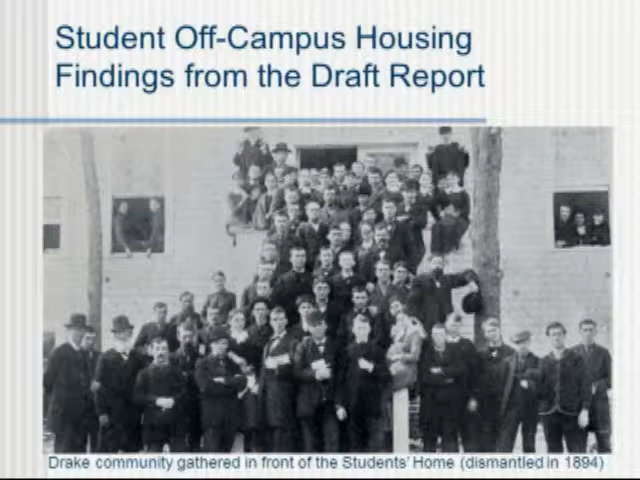 Student Off-Campus Housing
Findings from the Draft Report
Drake community gathered in front of the Students' Home (dismantled in 1894)